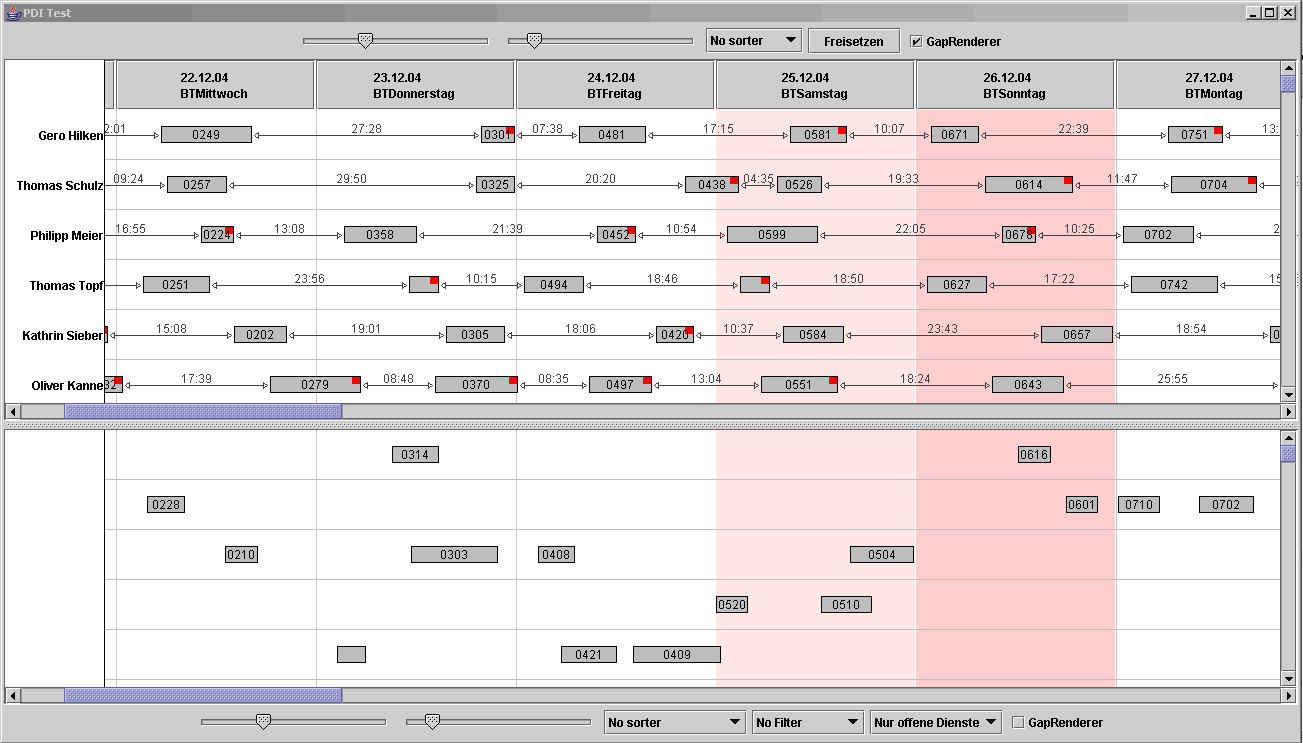 PDI Test
No sorter Freisetzen GapRenderer
22.12.04 23.12.04 24.12.04 25.12.04 26.12.04 27.12.04
BTMittwoch BTDonnerstag BTFreitag BTSamstag BTSonntag BTMontag
Gero Hilken 2:01 0249 27:28 0301 07:38 0481 17:15 0581 10:07 0671 22:39 0751 13:
Thomas Schulz 09:24 0257 29:50 0325 20:20 0438 04:35 0526 19:33 0614 11:47 0704
Philipp Meier 16:55 0224 13:08 0358 21:39 0452 10:54 0599 22:05 0678 10:25 0702 2
Thomas Topf 0251 23:56 10:15 0494 18:46 18:50 0627 17:22 0742 15:
Kathrin Sieber 15:08 0202 19:01 0305 18:06 0420 10:37 0584 23:43 0657 18:54 0
Oliver Kanne 32 17:39 0279 08:48 0370 08:35 0497 13:04 0551 18:24 0643 25:55
0314 0616
0228 0601 0710 0702
0210 0303 0408 0504
0520 0510
0421 0409
No sorter No Filter Nur offene Dienste GapRenderer